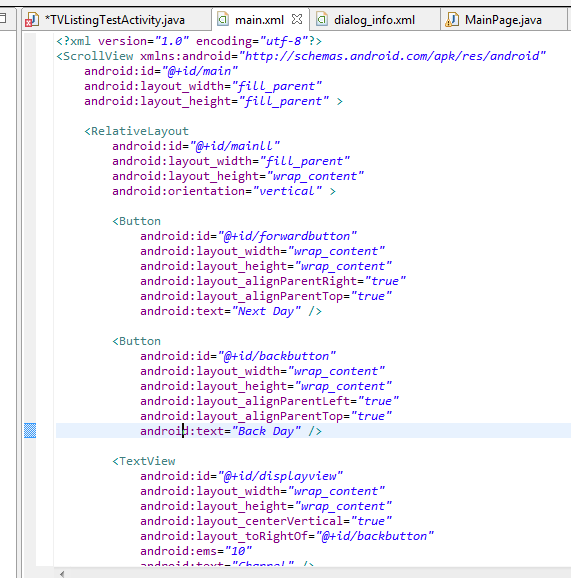 *TVListingTestActivity.java main.xml dialog_info.xml MainPage.java
<?xml version="1.0" encoding="utf-8"?>
<ScrollView xmlns:android="http://schemas.android.com/apk/res/android"
android:id="@+id/main"
android:layout_width="fill_parent"
android:layout_height="fill_parent" >
<RelativeLayout
android:id="@+id/mainll"
android:layout_width="fill_parent"
android:layout_height="wrap_content"
android:orientation="vertical" >
<Button
android:id="@+id/forwardbutton"
android:layout_width="wrap_content"
android:layout_height="wrap_content"
android:layout_alignParentRight="true"
android:layout_alignParentTop="true"
android:text="Next Day" />
<Button
android:id="@+id/backbutton"
android:layout_width="wrap_content"
android:layout_height="wrap_content"
android:layout_alignParentLeft="true"
android:layout_alignParentTop="true"
android:text="Back Day" />
<TextView
android:id="@+id/displayview"
android:layout_width="wrap_content"
android:layout_height="wrap_content"
android:layout_centerVertical="true"
android:layout_toRightOf="@+id/backbutton"
android:ems="10"
android:text="Channel" />